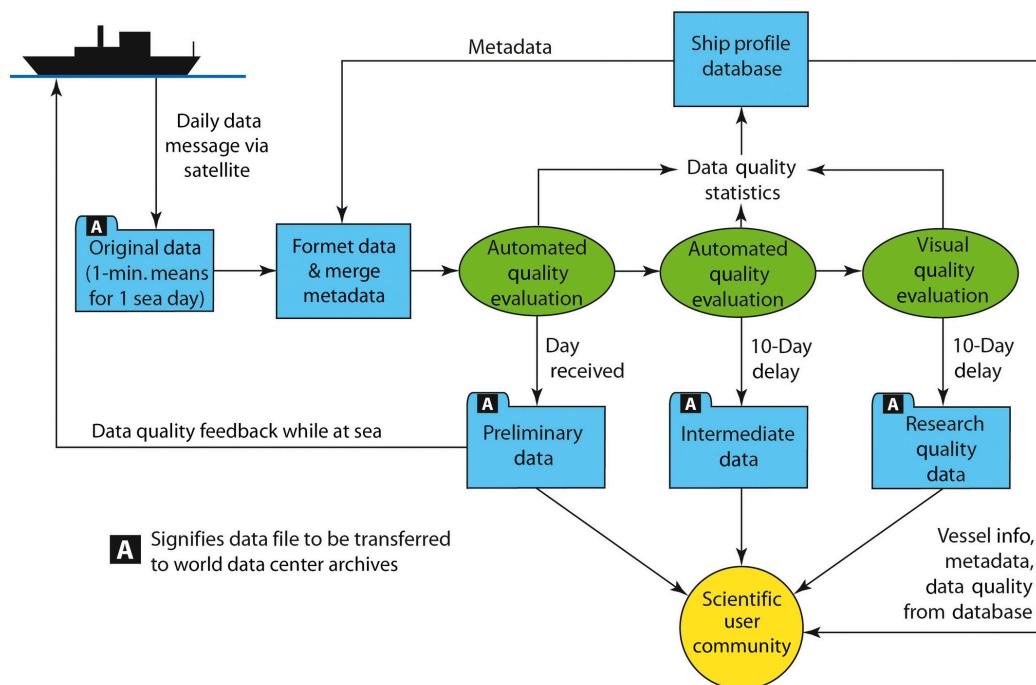 Metadata
Ship profile
database
Daily data
message via
satellite
Data quality
statistics
A
Original data
(1-min. means
for 1 sea day)
Formet data
& merge
metadata
Automated
quality
evaluation
Automated
quality
evaluation
Visual
quality
evaluation
Day
received
10-Day
delay
10-Day
delay
Data quality feedback while at sea
A
Preliminary
data
A
Intermediate
data
A
Research
quality
data
A
Signifies data file to be transferred
to world data center archives
Vessel info,
metadata,
data quality
from database
Scientific
user
community